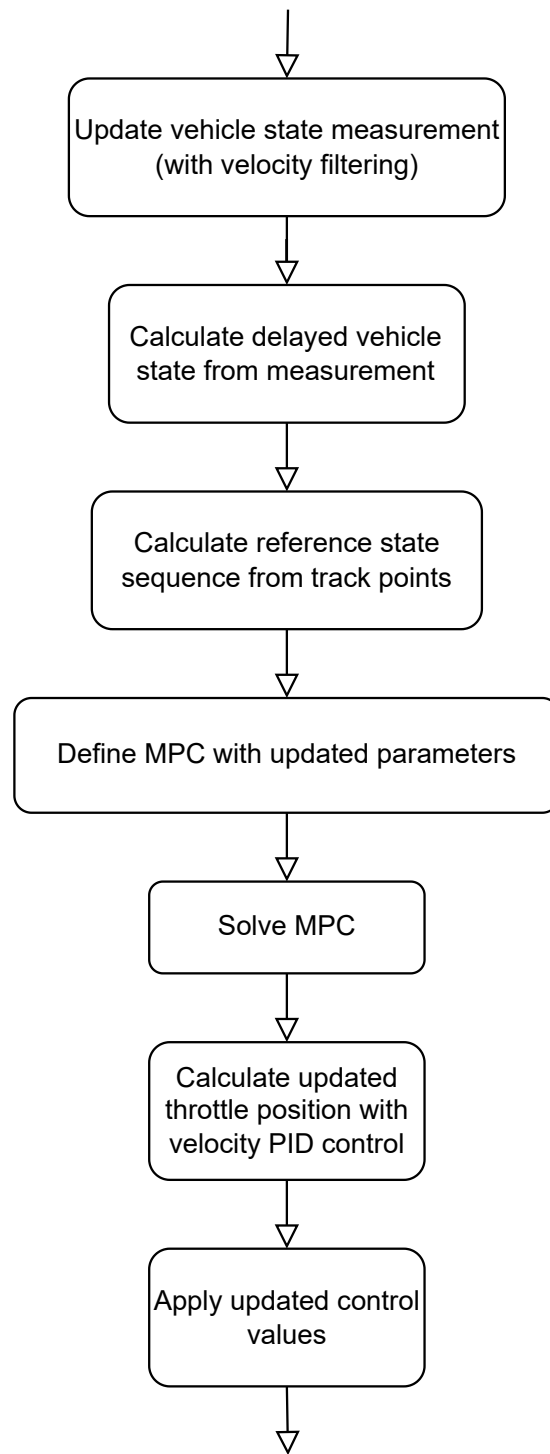 Update vehicle state measurement
(with velocity filtering)
Calculate delayed vehicle
state from measurement
Calculate reference state
sequence from track points
Define MPC with updated parameters
Solve MPC
Calculate updated
throttle position with
velocity PID control
Apply updated control
values